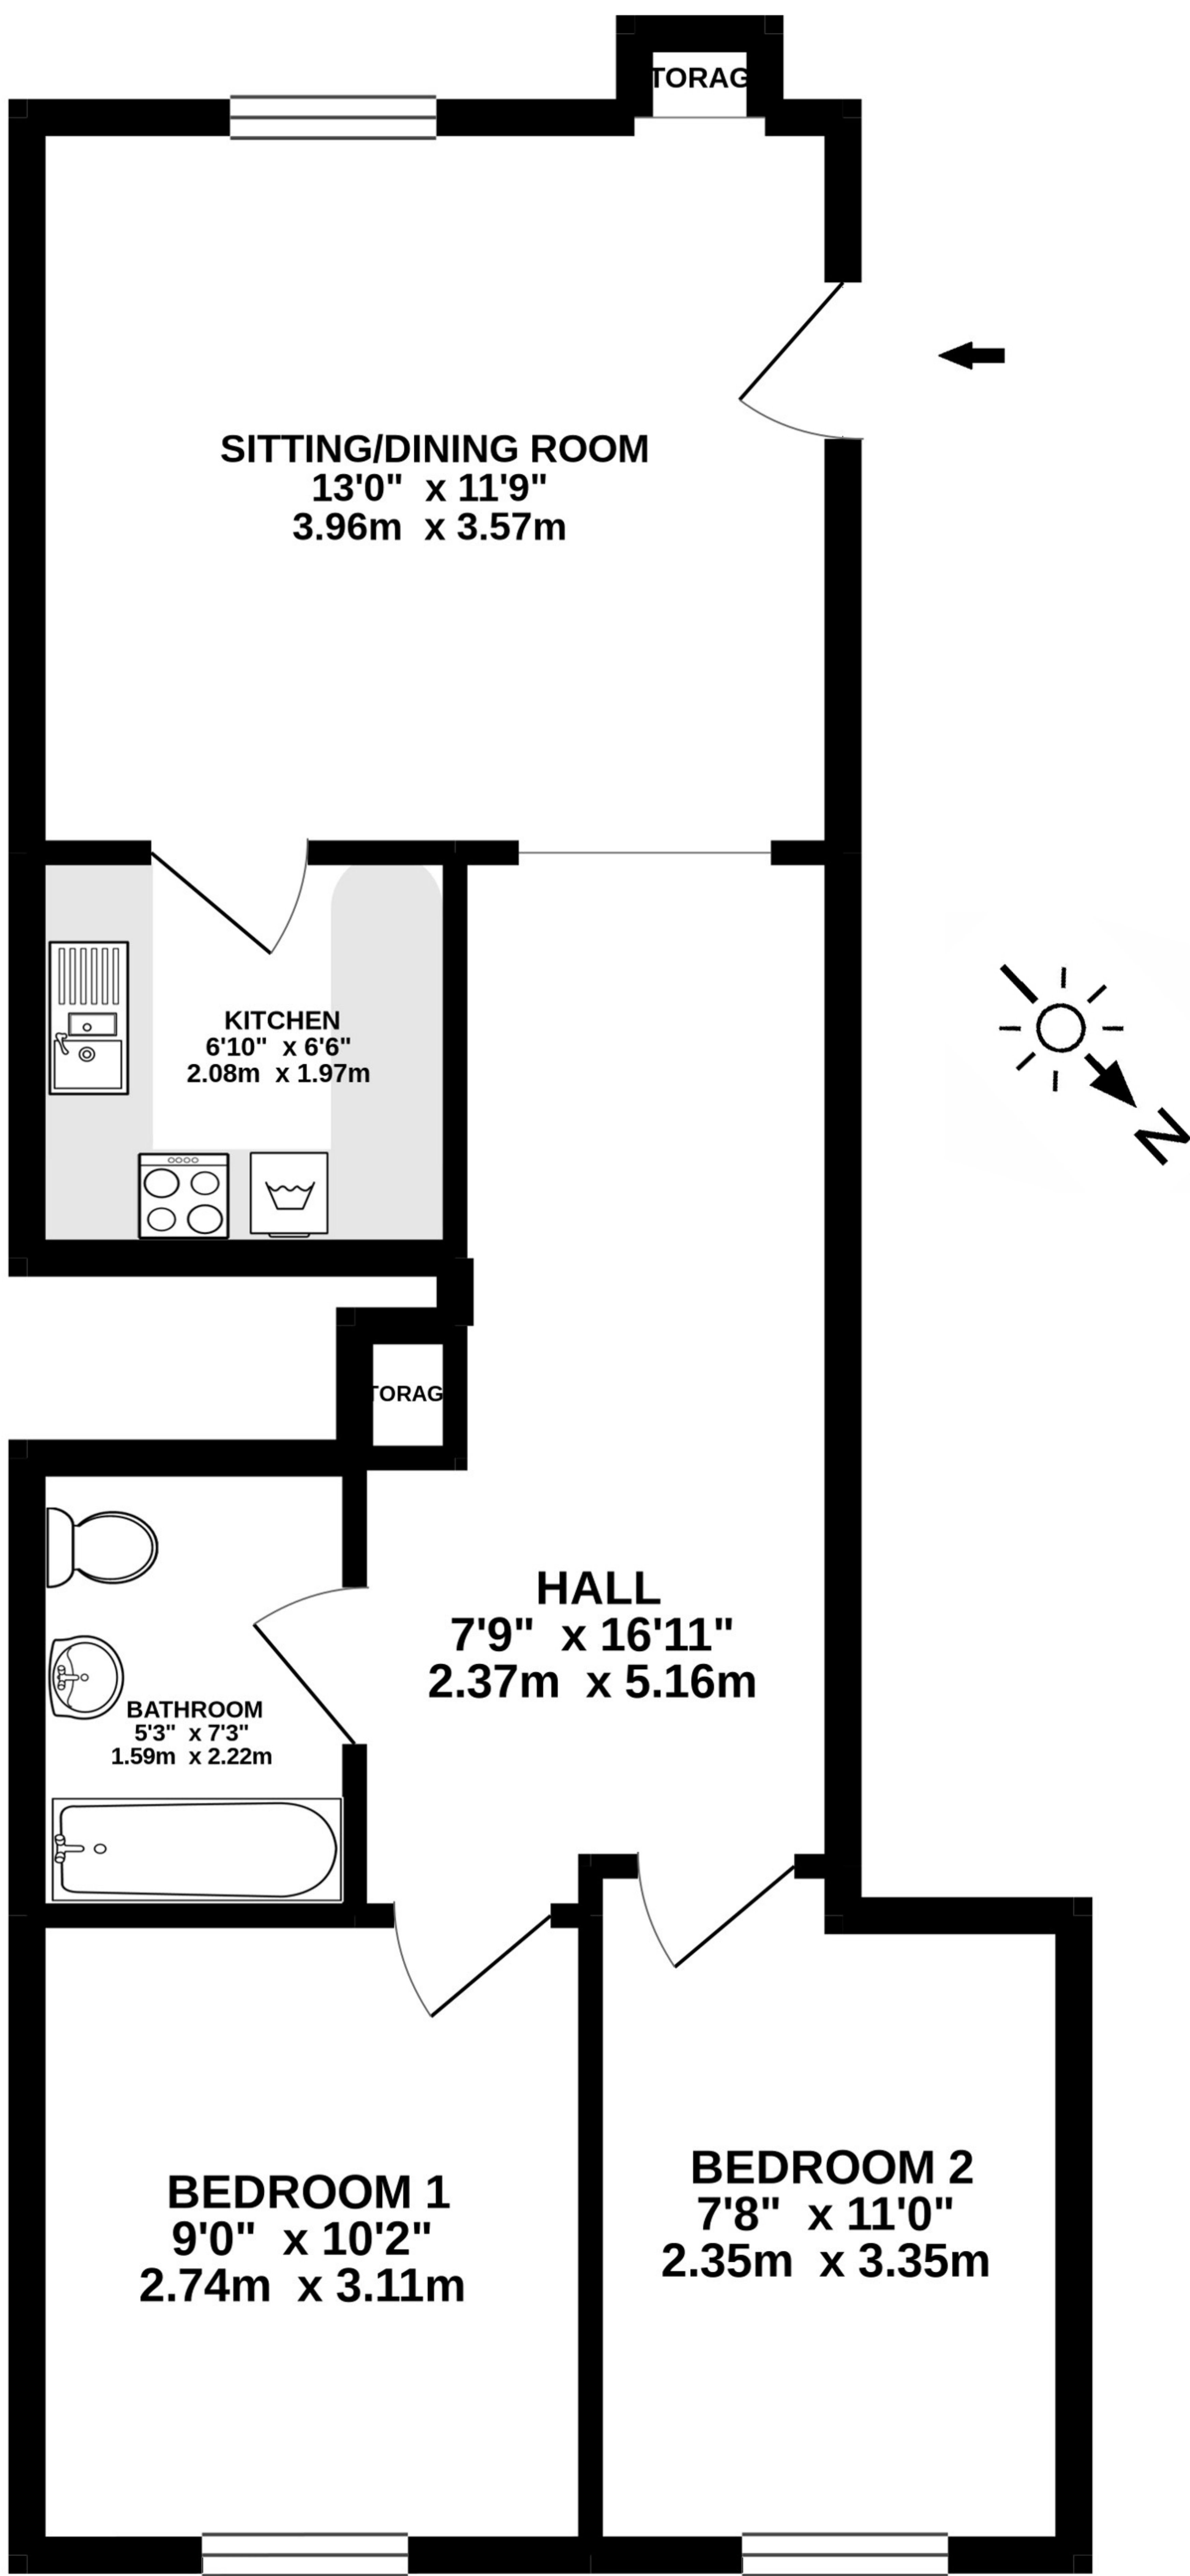 TORAG
SITTING/DINING ROOM
13'0" x 11'9"
3.96m x 3.57m
KITCHEN
6'10" x 6'6"
2.08m x 1.97m
N
TORAG
HALL
7'9" x 16'11"
2.37m x 5.16m
BATHROOM
5'3" x 7'3"
1.59m x 2.22m
BEDROOM 1
9'0" x 10'2"
2.74m x 3.11m
BEDROOM 2
7'8" x 11'0"
2.35m x 3.35m